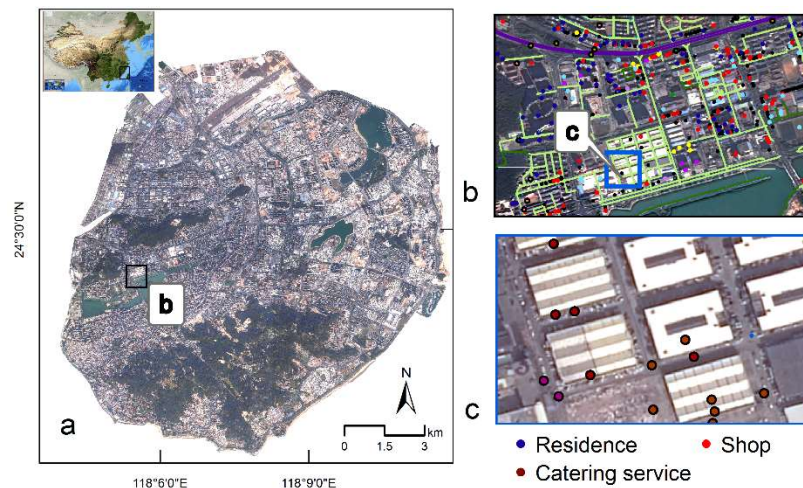 24°30'0"N
b
a
N
0 1.5 3
km
118°6'0"E 118°9'0"E
c
b
c
Residence Shop
Catering service